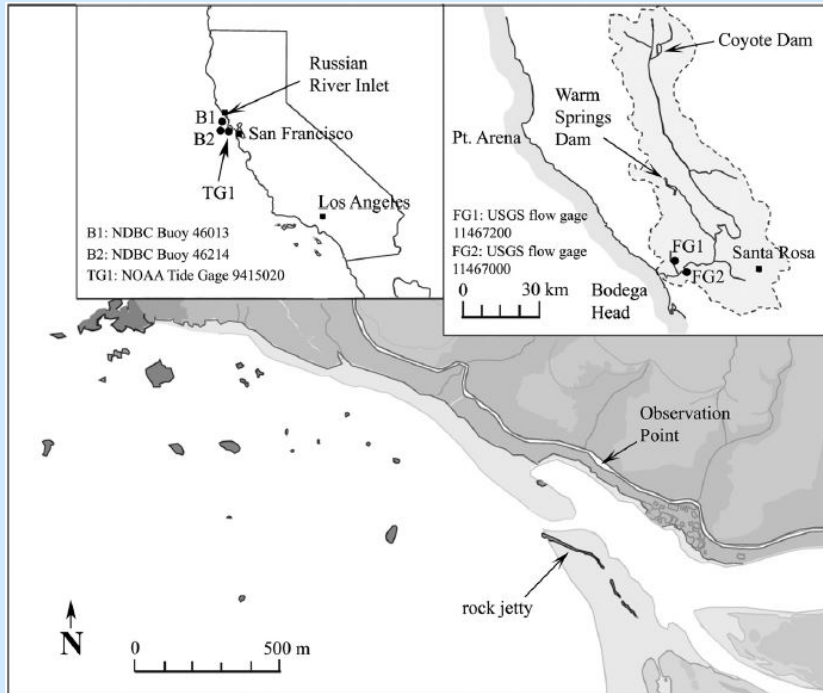 Russian
River Inlet
B1
B2
San Francisco
TG1
Los Angeles
B1: NDBC Buoy 46013
B2: NDBC Buoy 46214
TG1: NOAA Tide Gage 9415020
Coyote Dam
Warm
Springs
Dam
Pt. Arena
FG1: USGS flow gage
11467200
FG2: USGS flow gage
11467000
FG1
FG2
Santa Rosa
0 30 km
Bodega
Head
Observation
Point
rock jetty
N
0 500 m